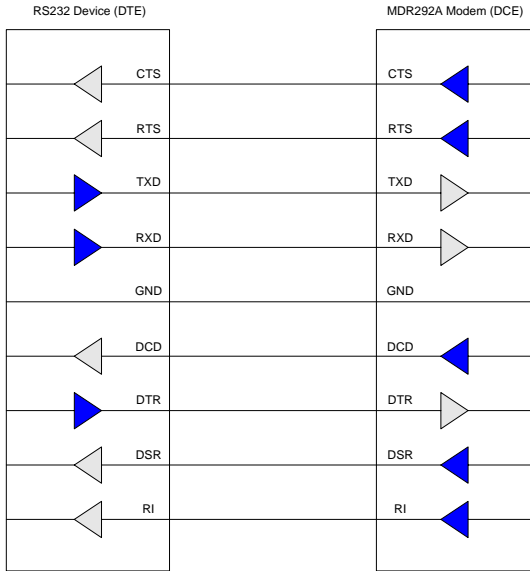 RS232 Device (DTE) MDR292A Modem (DCE)
CTS CTS
RTS RTS
TXD TXD
RXD RXD
GND GND
DCD DCD
DTR DTR
DSR DSR
RI RI